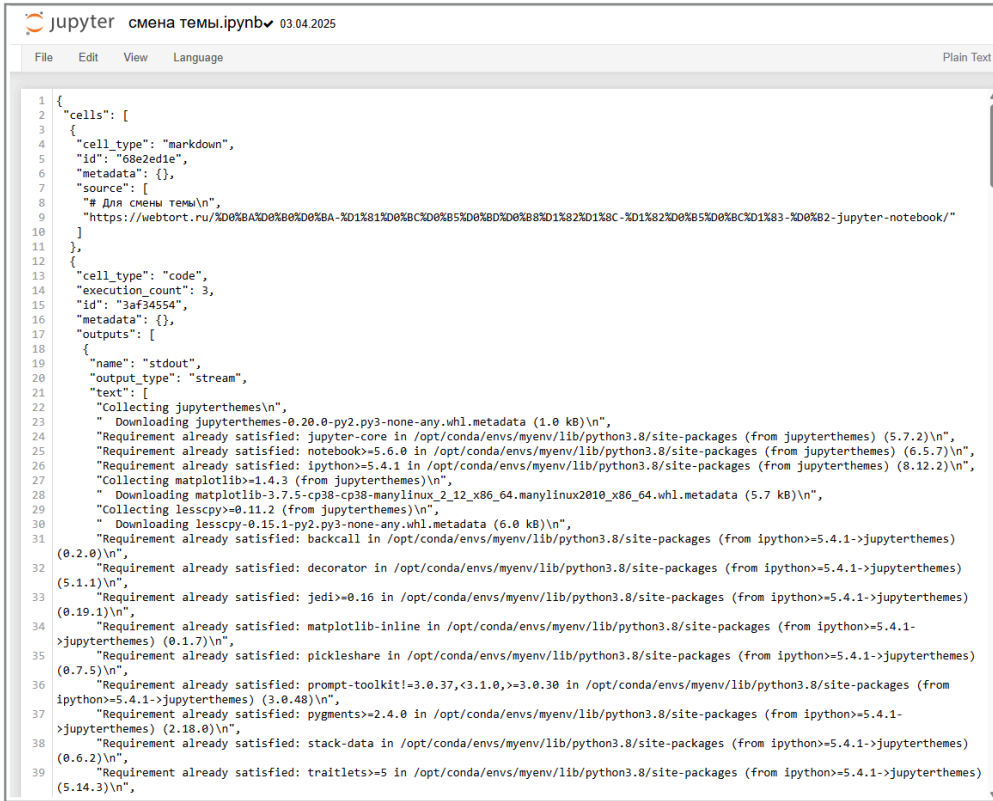 jupyter смена темы.ipynb✔ 03.04.2025
File Edit View Language Plain Text
1 {
2 "cells": [
3 {
4 "cell_type": "markdown",
5 "id": "68e2ed1e",
6 "metadata": {},
7 "source": [
8 "# Для смены темы\n",
9 "https://webtort.ru/%D0%BA%D0%B0%D0%BA-%D1%81%D0%BC%D0%B5%D0%BD%D0%B8%D1%82%D1%8C-%D1%82%D0%B5%D0%BC%D1%83-%D0%B2-jupyter-notebook/"
10 ]
11 },
12 {
13 "cell_type": "code",
14 "execution_count": 3,
15 "id": "3af34554",
16 "metadata": {},
17 "outputs": [
18 {
19 "name": "stdout",
20 "output_type": "stream",
21 "text": [
22 "Collecting jupyterthemes\n",
23 " Downloading jupyterthemes-0.20.0-py2.py3-none-any.whl.metadata (1.0 kB)\n",
24 "Requirement already satisfied: jupyter-core in /opt/conda/envs/myenv/lib/python3.8/site-packages (from jupyterthemes) (5.7.2)\n",
25 "Requirement already satisfied: notebook>=5.6.0 in /opt/conda/envs/myenv/lib/python3.8/site-packages (from jupyterthemes) (6.5.7)\n",
26 "Requirement already satisfied: ipython>=5.4.1 in /opt/conda/envs/myenv/lib/python3.8/site-packages (from jupyterthemes) (8.12.2)\n",
27 "Collecting matplotlib>=1.4.3 (from jupyterthemes)\n",
28 " Downloading matplotlib-3.7.5-cp38-cp38-manylinux_2_12_x86_64.manylinux2010_x86_64.whl.metadata (5.7 kB)\n",
29 "Collecting lesscpy>=0.11.2 (from jupyterthemes)\n",
30 " Downloading lesscpy-0.15.1-py2.py3-none-any.whl.metadata (6.0 kB)\n",
31 "Requirement already satisfied: backcall in /opt/conda/envs/myenv/lib/python3.8/site-packages (from ipython>=5.4.1->jupyterthemes)
(0.2.0)\n",
32 "Requirement already satisfied: decorator in /opt/conda/envs/myenv/lib/python3.8/site-packages (from ipython>=5.4.1->jupyterthemes)
(5.1.1)\n",
33 "Requirement already satisfied: jedi>=0.16 in /opt/conda/envs/myenv/lib/python3.8/site-packages (from ipython>=5.4.1->jupyterthemes)
(0.19.1)\n",
34 "Requirement already satisfied: matplotlib-inline in /opt/conda/envs/myenv/lib/python3.8/site-packages (from ipython>=5.4.1-
>jupyterthemes) (0.1.7)\n",
35 "Requirement already satisfied: pickleshare in /opt/conda/envs/myenv/lib/python3.8/site-packages (from ipython>=5.4.1->jupyterthemes)
(0.7.5)\n",
36 "Requirement already satisfied: prompt-toolkit!=3.0.37,<3.1.0,>=3.0.30 in /opt/conda/envs/myenv/lib/python3.8/site-packages (from
ipython>=5.4.1->jupyterthemes) (3.0.48)\n",
37 "Requirement already satisfied: pygments>=2.4.0 in /opt/conda/envs/myenv/lib/python3.8/site-packages (from ipython>=5.4.1-
>jupyterthemes) (2.18.0)\n",
38 "Requirement already satisfied: stack-data in /opt/conda/envs/myenv/lib/python3.8/site-packages (from ipython>=5.4.1->jupyterthemes)
(0.6.2)\n",
39 "Requirement already satisfied: traitlets>=5 in /opt/conda/envs/myenv/lib/python3.8/site-packages (from ipython>=5.4.1->jupyterthemes)
(5.14.3)\n",